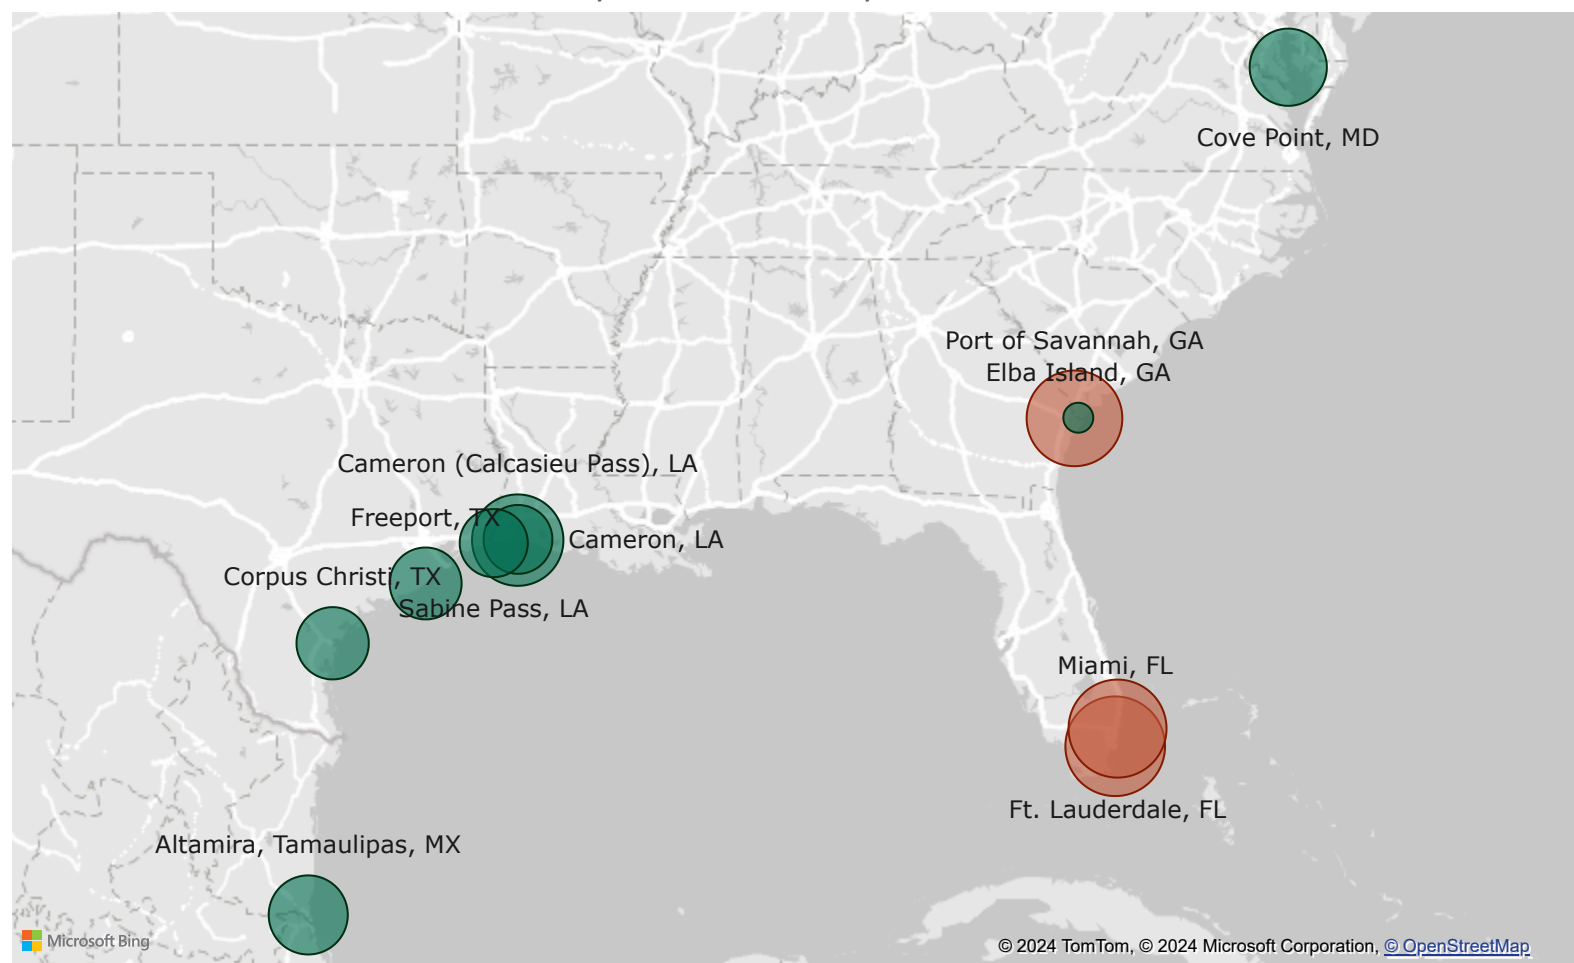 Cove Point, MD
Port of Savannah, GA
Elba Island, GA
Cameron (Calcasieu Pass), LA
Freeport, TX
Cameron, LA
Corpus Christi, TX
Sabine Pass, LA
Miami, FL
Ft. Lauderdale, FL
Altamira, Tamaulipas, MX
Microsoft Bing
© 2024 TomTom, © 2024 Microsoft Corporation, © OpenStreetMap